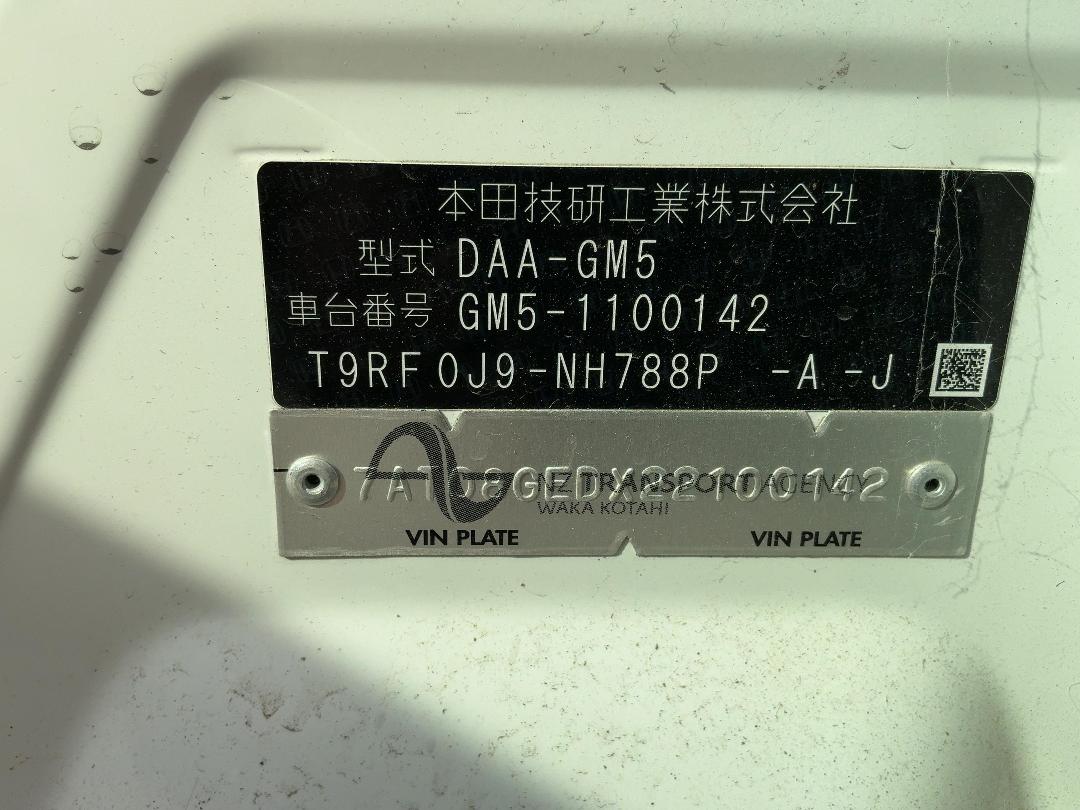 本田技研工業株式会社
型式 DAA-GM5
車台番号 GM5-1100142
T9RF0J9-NH788P -A -J
7AT08GFDX22100142
NZ TRANSPORT AGENCY
WAKA KOTAHI
VIN PLATE VIN PLATE